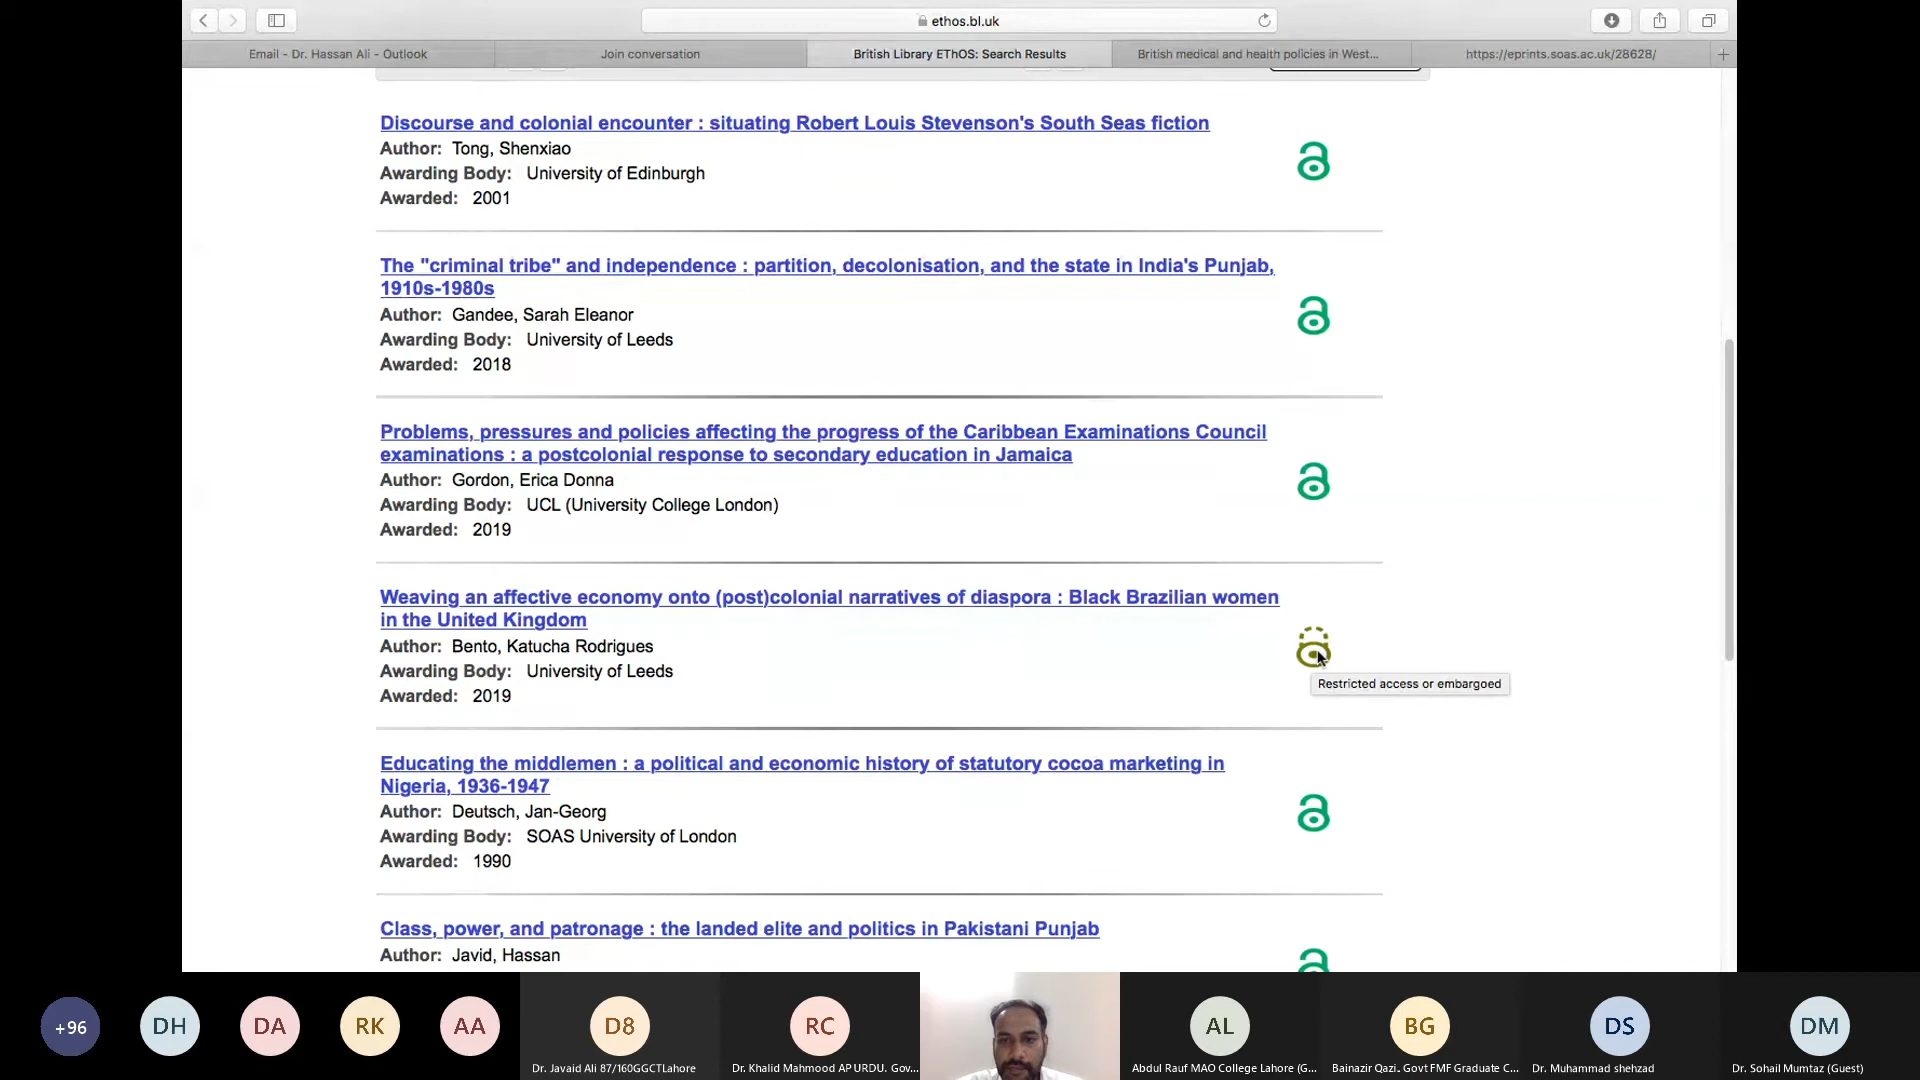 ethos.bl.uk
Email - Dr. Hassan Ali - Outlook
Join conversation
British Library EThOS: Search Results
British medical and health policies in West...
https://eprints.soas.ac.uk/28628/
Discourse and colonial encounter : situating Robert Louis Stevenson's South Seas fiction
Author: Tong, Shenxiao
Awarding Body: University of Edinburgh
Awarded: 2001
The "criminal tribe" and independence : partition, decolonisation, and the state in India's Punjab,
1910s-1980s
Author: Gandee, Sarah Eleanor
Awarding Body: University of Leeds
Awarded: 2018
Problems, pressures and policies affecting the progress of the Caribbean Examinations Council
examinations : a postcolonial response to secondary education in Jamaica
Author: Gordon, Erica Donna
Awarding Body: UCL (University College London)
Awarded: 2019
Weaving an affective economy onto (post)colonial narratives of diaspora : Black Brazilian women
in the United Kingdom
Author: Bento, Katucha Rodrigues
Awarding Body: University of Leeds
Awarded: 2019
Restricted access or embargoed
Educating the middlemen : a political and economic history of statutory cocoa marketing in
Nigeria, 1936-1947
Author: Deutsch, Jan-Georg
Awarding Body: SOAS University of London
Awarded: 1990
Class, power, and patronage : the landed elite and politics in Pakistani Punjab
Author: Javid, Hassan
+96
DH
DA
RK
AA
D8
RC
AL
BG
DS
DM
Dr. Javaid Ali 87/160GGCTLahore
Dr. Khalid Mahmood AP URDU. Gov...
Abdul Rauf MAO College Lahore (G...
Bainazir Qazi. Govt FMF Graduate C...
Dr. Muhammad shehzad
Dr. Sohail Mumtaz (Guest)